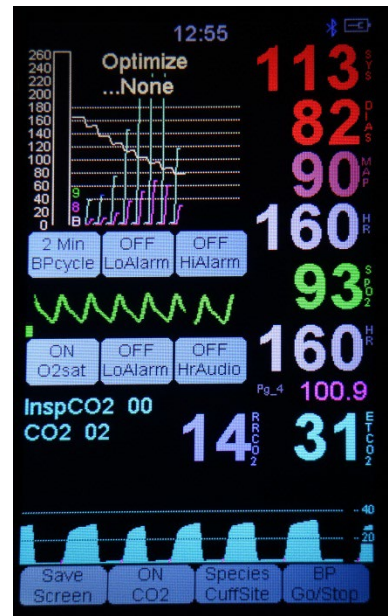 12:55
Optimize
...None
260
240
220
200
180
160
140
120
100
80
60
40
20
0
9
8
B
113 SYS
82 DIAS
90 MAP
160 HR
2 Min
BPcycle
OFF
LoAlarm
OFF
HiAlarm
93 SPO2
ON
O2sat
OFF
LoAlarm
OFF
HrAudio
160 HR
Pg_4 100.9
InspCO2 00
CO2 02
14 RRCO2
31 ETCO2
40
20
Save
Screen
ON
CO2
Species
CuffSite
BP
Go/Stop